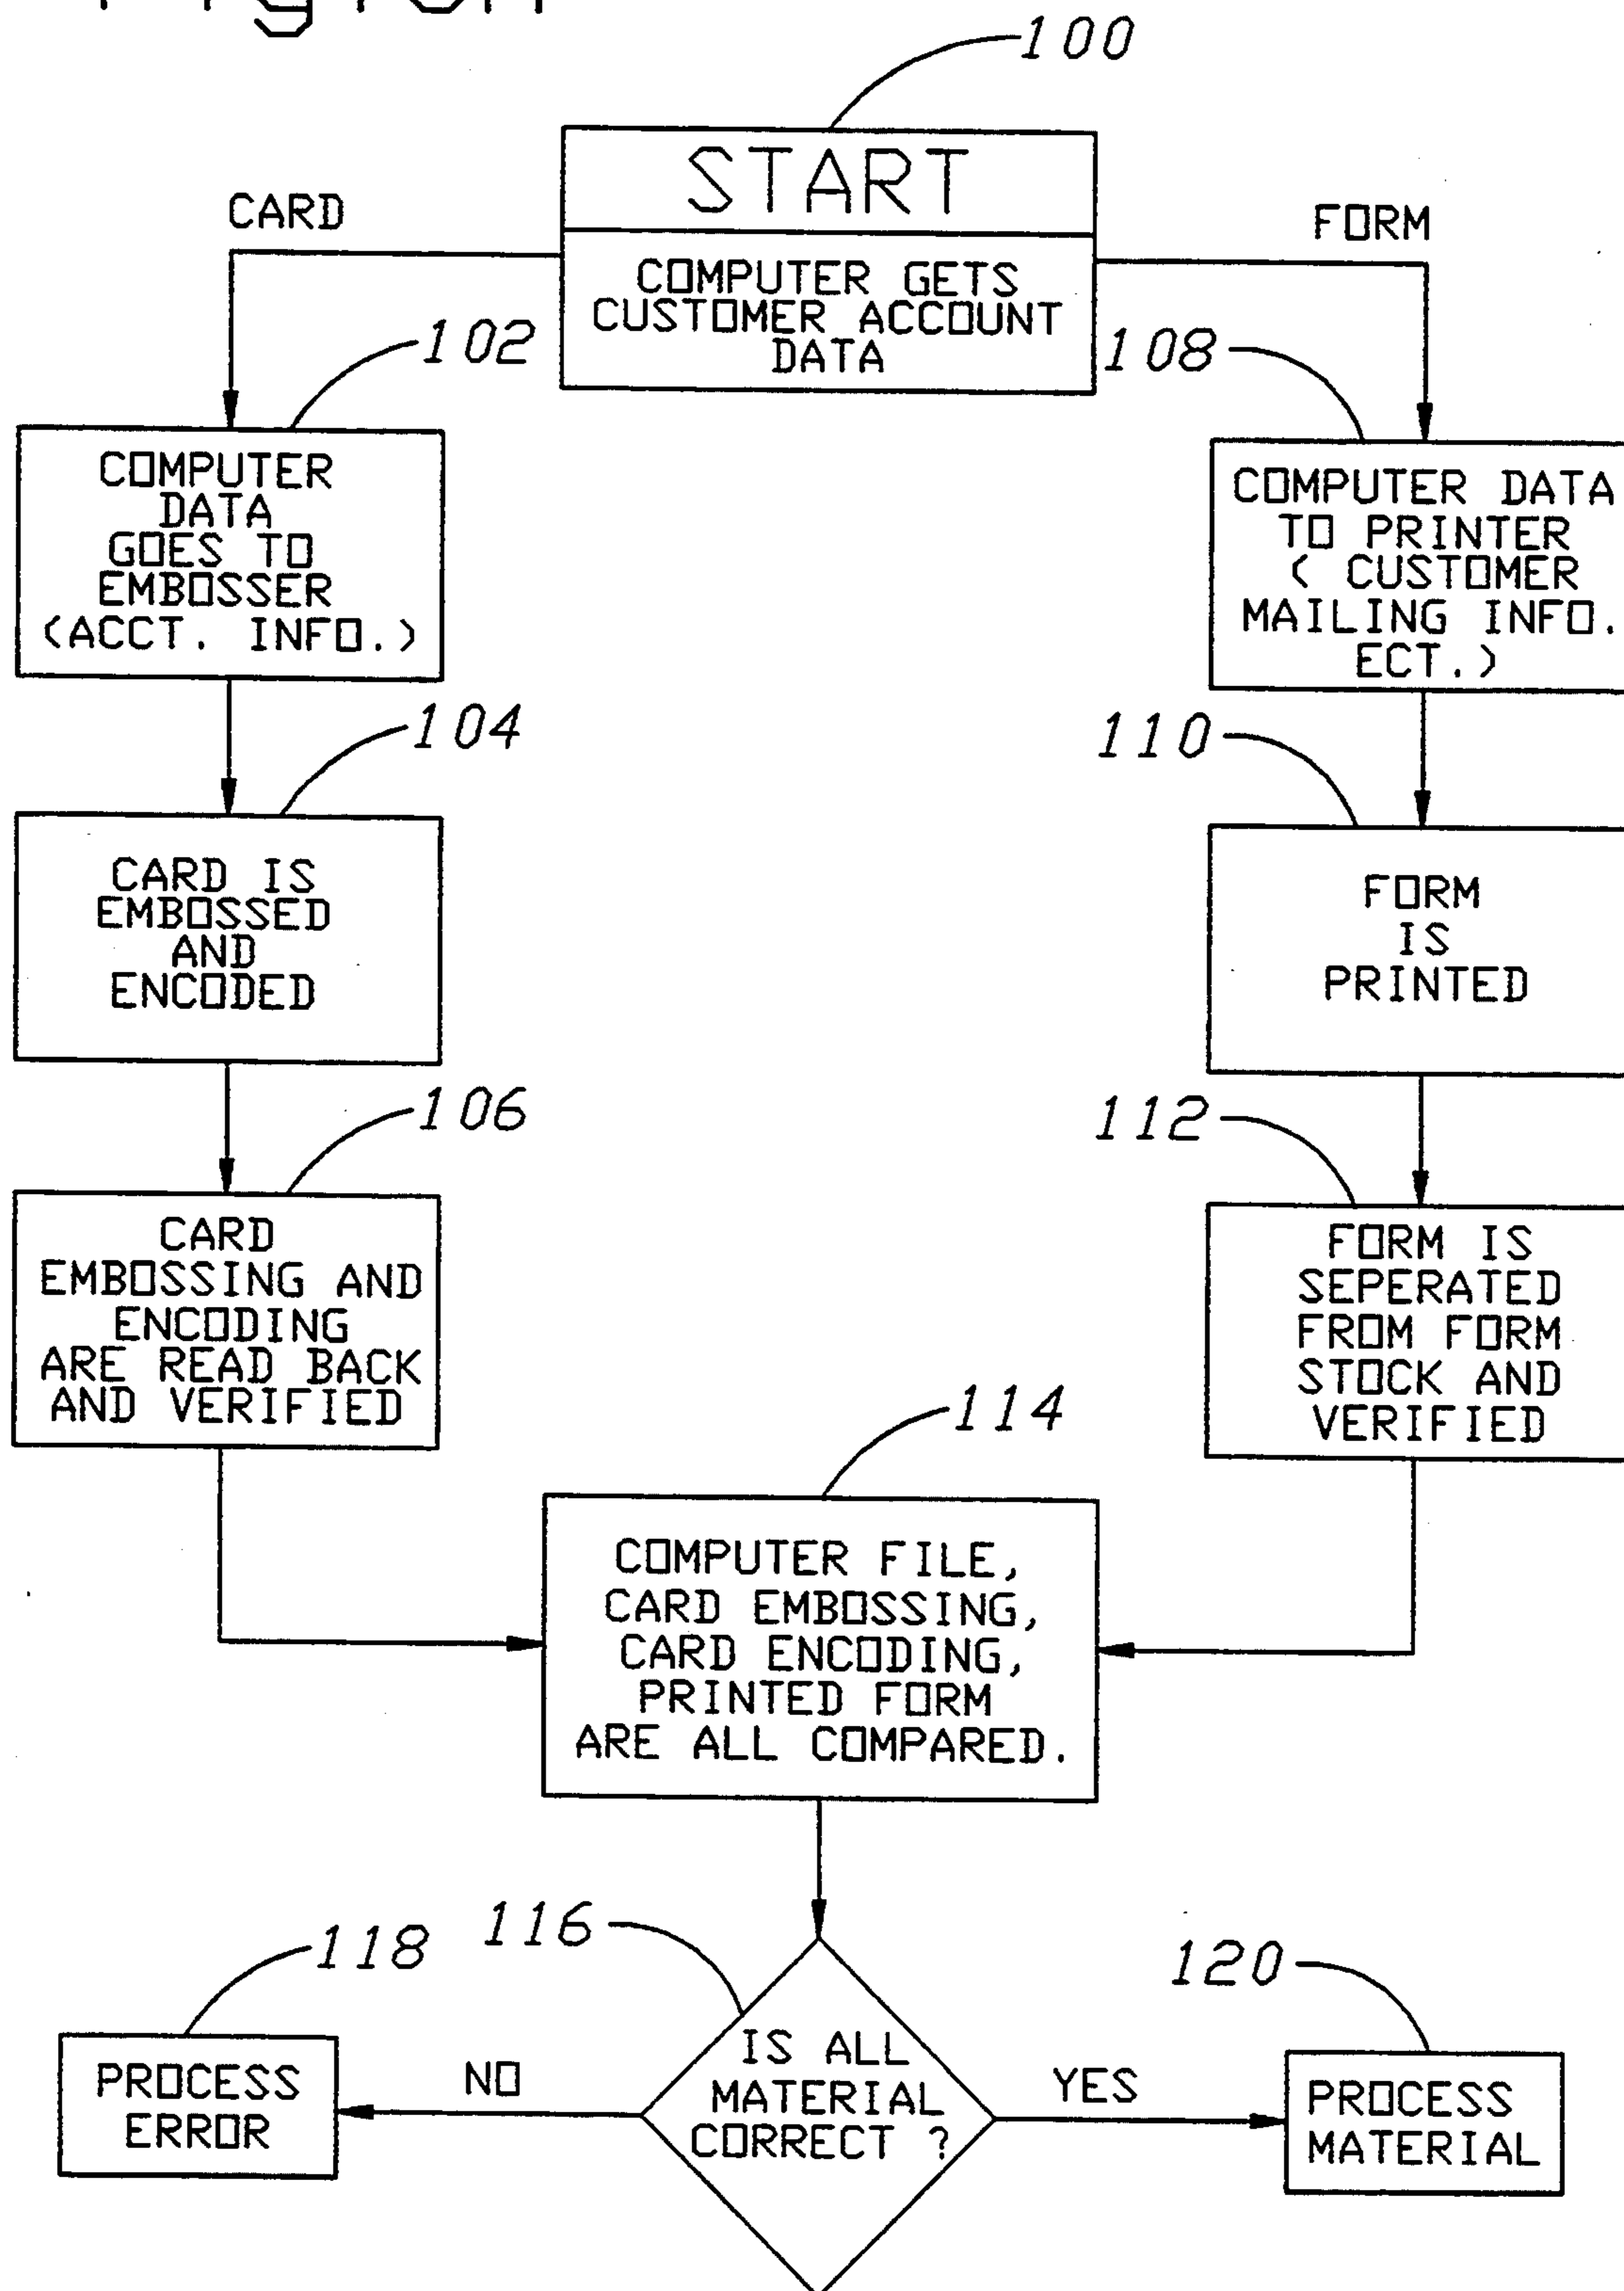 100
START
COMPUTER GETS
CUSTOMER ACCOUNT
DATA
CARD
FORM
102
COMPUTER
DATA
GOES TO
EMBOSSER
(ACCT. INFO.)
108
COMPUTER DATA
TO PRINTER
( CUSTOMER
MAILING INFO.
ECT.)
104
CARD IS
EMBOSSED
AND
ENCODED
110
FORM
IS
PRINTED
106
CARD
EMBOSSING AND
ENCODING
ARE READ BACK
AND VERIFIED
112
FORM IS
SEPERATED
FROM FORM
STOCK AND
VERIFIED
114
COMPUTER FILE,
CARD EMBOSSING,
CARD ENCODING,
PRINTED FORM
ARE ALL COMPARED.
116
IS ALL
MATERIAL
CORRECT ?
NO
YES
118
PROCESS
ERROR
120
PROCESS
MATERIAL